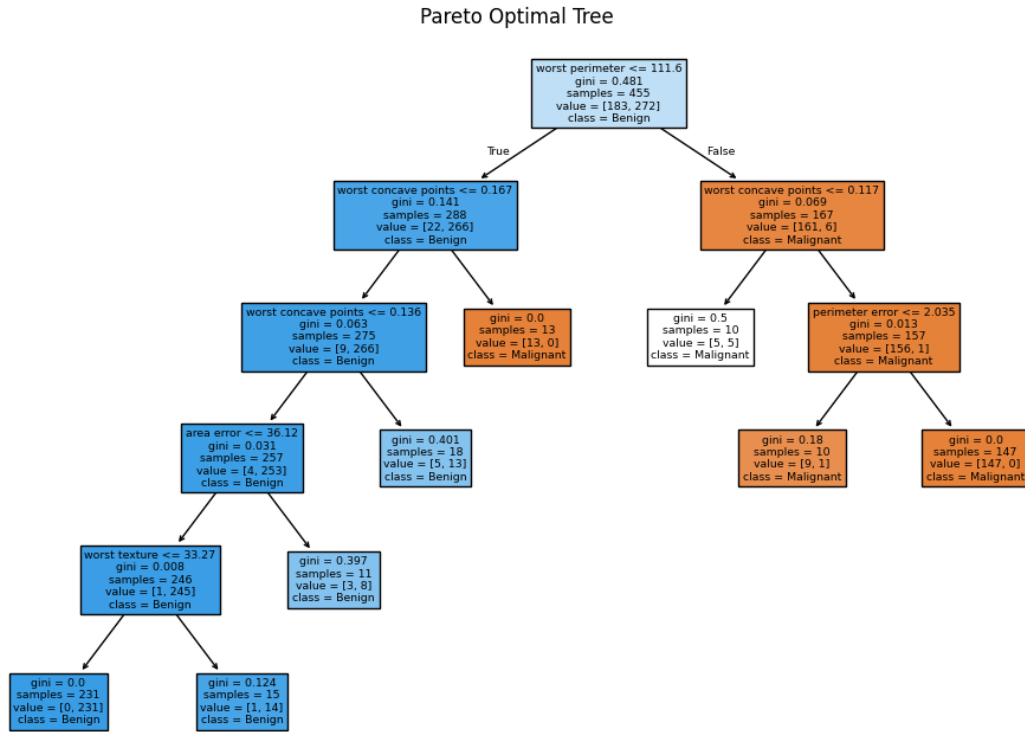 Pareto Optimal Tree
worst perimeter <= 111.6
gini = 0.481
samples = 455
value = [183, 272]
class = Benign
True
False
worst concave points <= 0.167
gini = 0.141
samples = 288
value = [22, 266]
class = Benign
worst concave points <= 0.117
gini = 0.069
samples = 167
value = [161, 6]
class = Malignant
worst concave points <= 0.136
gini = 0.063
samples = 275
value = [9, 266]
class = Benign
gini = 0.0
samples = 13
value = [13, 0]
class = Malignant
gini = 0.5
samples = 10
value = [5, 5]
class = Malignant
perimeter error <= 2.035
gini = 0.013
samples = 157
value = [156, 1]
class = Malignant
area error <= 36.12
gini = 0.031
samples = 257
value = [4, 253]
class = Benign
gini = 0.401
samples = 18
value = [5, 13]
class = Benign
gini = 0.18
samples = 10
value = [9, 1]
class = Malignant
gini = 0.0
samples = 147
value = [147, 0]
class = Malignant
worst texture <= 33.27
gini = 0.008
samples = 246
value = [1, 245]
class = Benign
gini = 0.397
samples = 11
value = [3, 8]
class = Benign
gini = 0.0
samples = 231
value = [0, 231]
class = Benign
gini = 0.124
samples = 15
value = [1, 14]
class = Benign